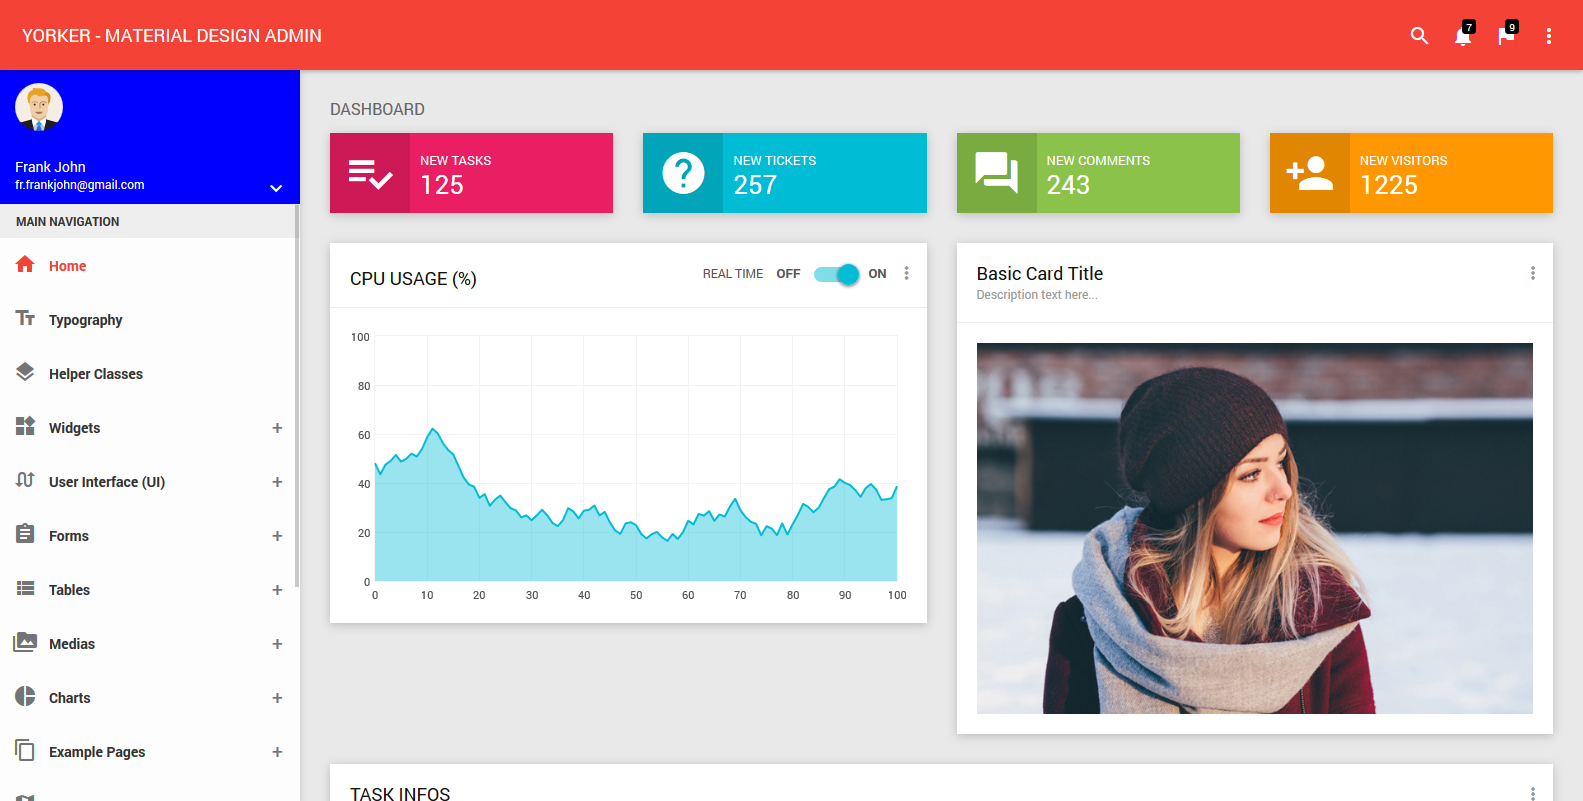 YORKER - MATERIAL DESIGN ADMIN
7
9
Frank John
fr.frankjohn@gmail.com
MAIN NAVIGATION
Home
Typography
Helper Classes
Widgets +
User Interface (UI) +
Forms +
Tables +
Medias +
Charts +
Example Pages +
DASHBOARD
NEW TASKS
125
NEW TICKETS
257
NEW COMMENTS
243
NEW VISITORS
1225
CPU USAGE (%)
REAL TIME OFF ON
100
80
60
40
20
0
0 10 20 30 40 50 60 70 80 90 100
Basic Card Title
Description text here...
TASK INFOS